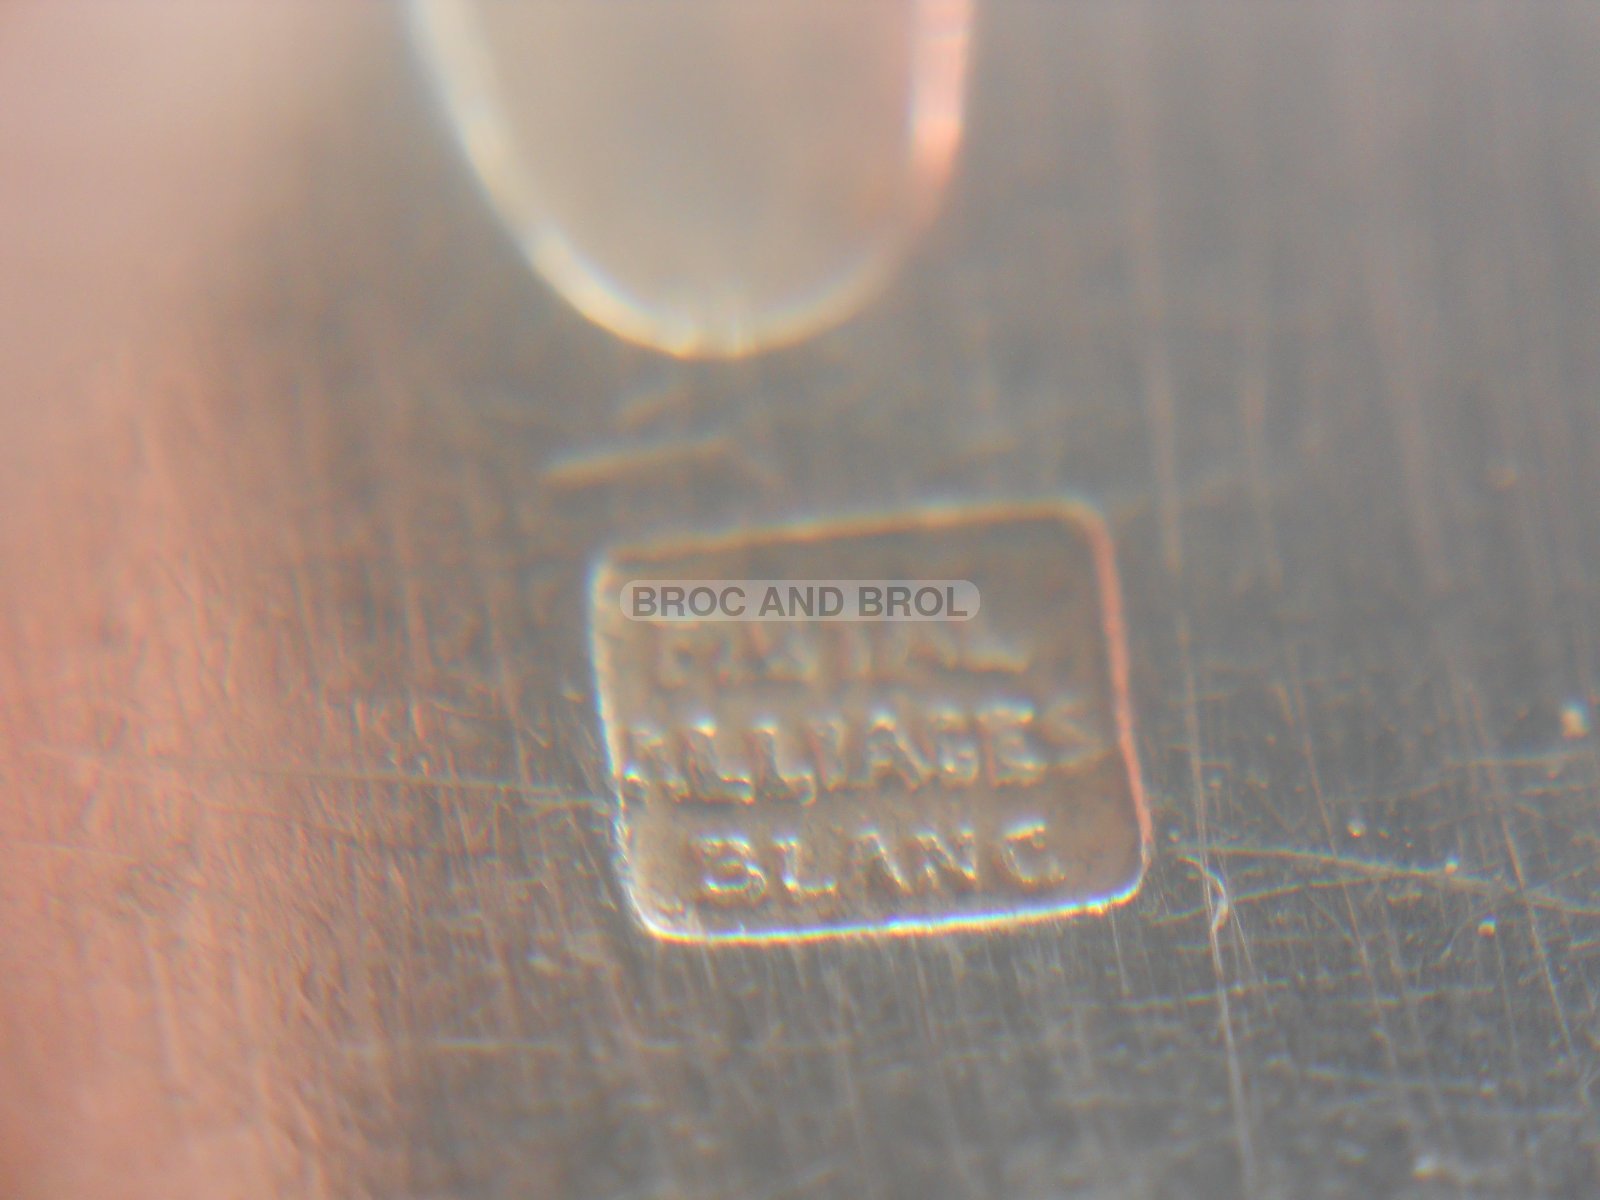 BROC AND BROL
ALLIAGES
BLANC